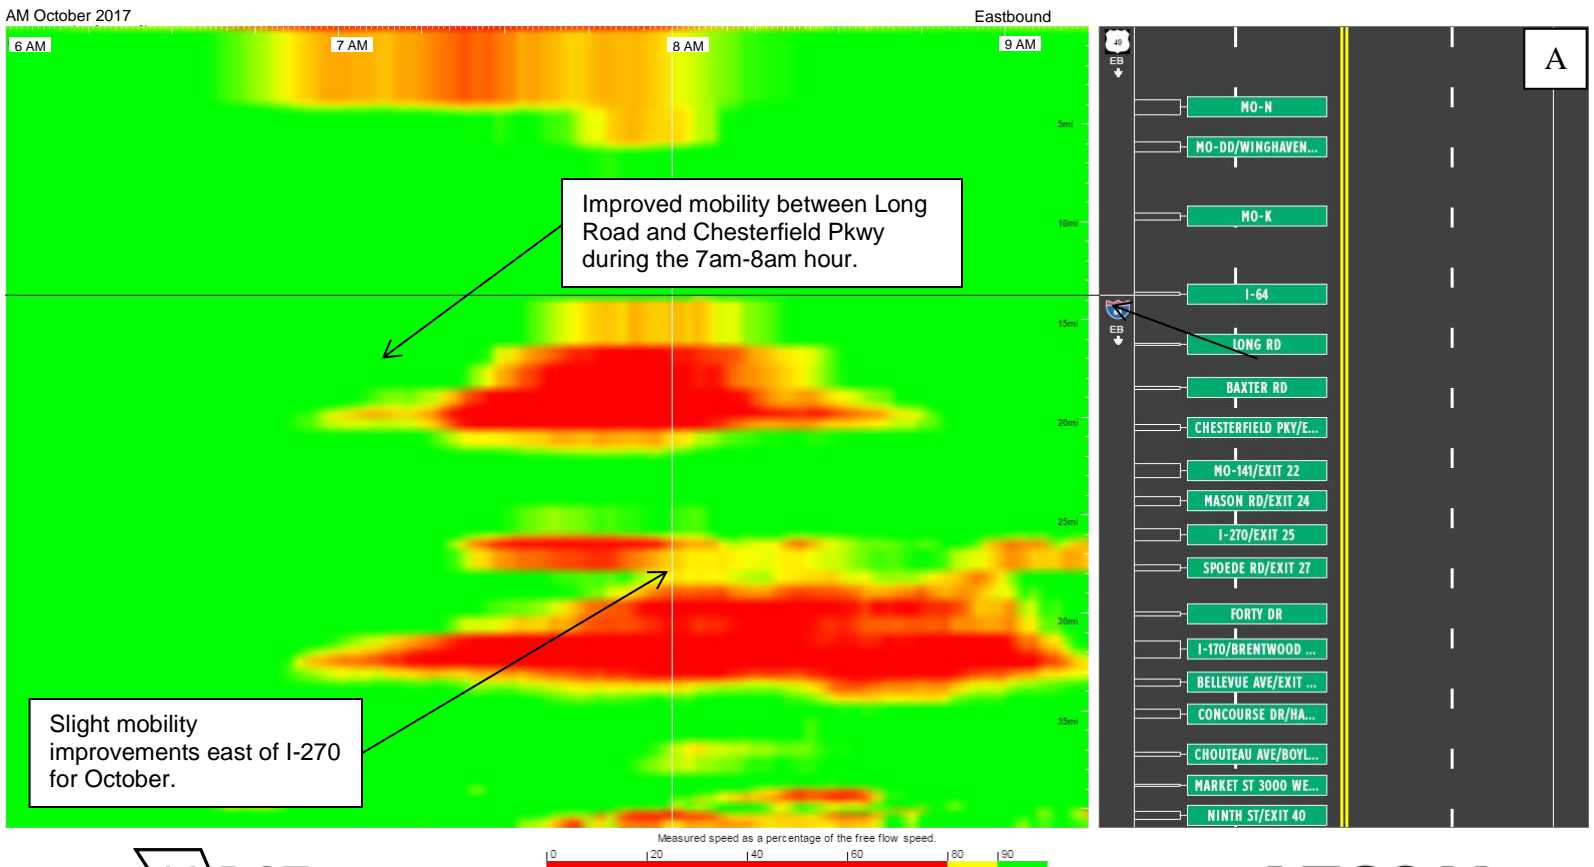 AM October 2017
Eastbound
6 AM
7 AM
8 AM
9 AM
5mi
10mi
15mi
20mi
25mi
30mi
35mi
Improved mobility between Long
Road and Chesterfield Pkwy
during the 7am-8am hour.
Slight mobility
improvements east of I-270
for October.
A
40
EB
MO-N
MO-DD/WINGHAVEN...
MO-K
I-64
EB
LONG RD
BAXTER RD
CHESTERFIELD PKY/E...
MO-141/EXIT 22
MASON RD/EXIT 24
I-270/EXIT 25
SPOEDE RD/EXIT 27
FORTY DR
I-170/BRENTWOOD ...
BELLEVUE AVE/EXIT ...
CONCOURSE DR/HA...
CHOUTEAU AVE/BOYL...
MARKET ST 3000 WE...
NINTH ST/EXIT 40
Measured speed as a percentage of the free flow speed.
0 20 40 60 80 90